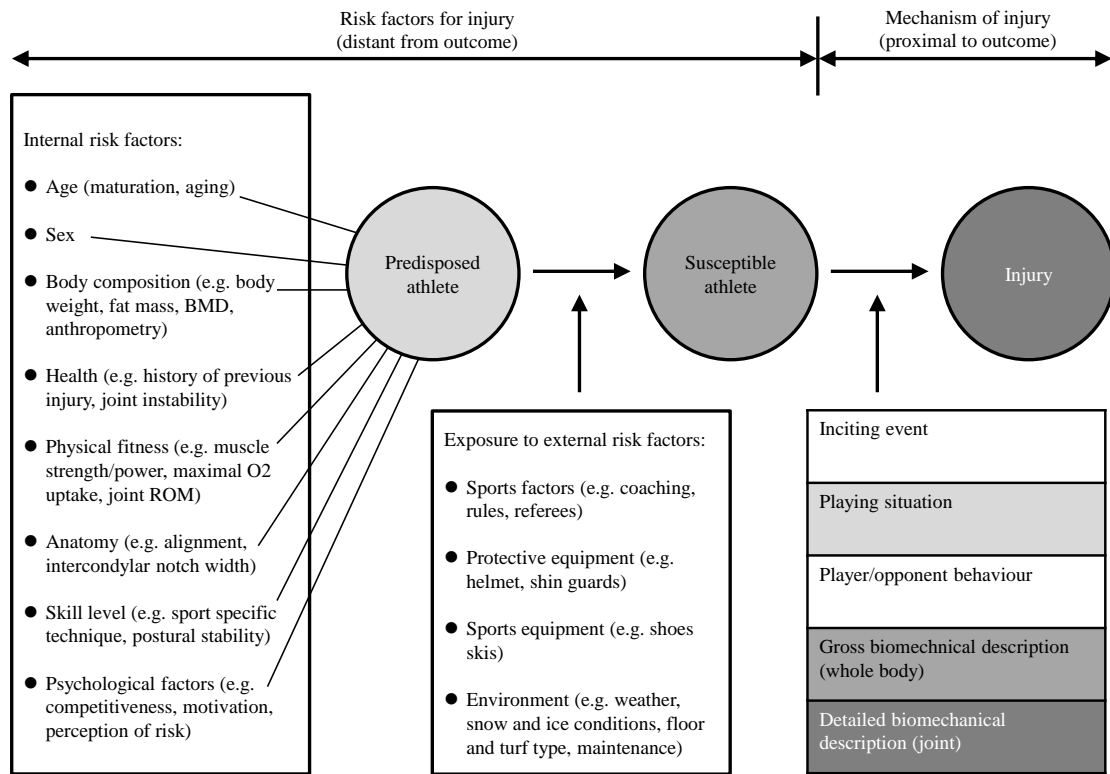 Risk factors for injury
(distant from outcome)
Mechanism of injury
(proximal to outcome)
Internal risk factors:
● Age (maturation, aging)
● Sex
● Body composition (e.g. body
weight, fat mass, BMD,
anthropometry)
● Health (e.g. history of previous
injury, joint instability)
● Physical fitness (e.g. muscle
strength/power, maximal O2
uptake, joint ROM)
● Anatomy (e.g. alignment,
intercondylar notch width)
● Skill level (e.g. sport specific
technique, postural stability)
● Psychological factors (e.g.
competitiveness, motivation,
perception of risk)
Predisposed
athlete
Susceptible
athlete
Injury
Exposure to external risk factors:
● Sports factors (e.g. coaching,
rules, referees)
● Protective equipment (e.g.
helmet, shin guards)
● Sports equipment (e.g. shoes
skis)
● Environment (e.g. weather,
snow and ice conditions, floor
and turf type, maintenance)
Inciting event
Playing situation
Player/opponent behaviour
Gross biomechnical description
(whole body)
Detailed biomechanical
description (joint)